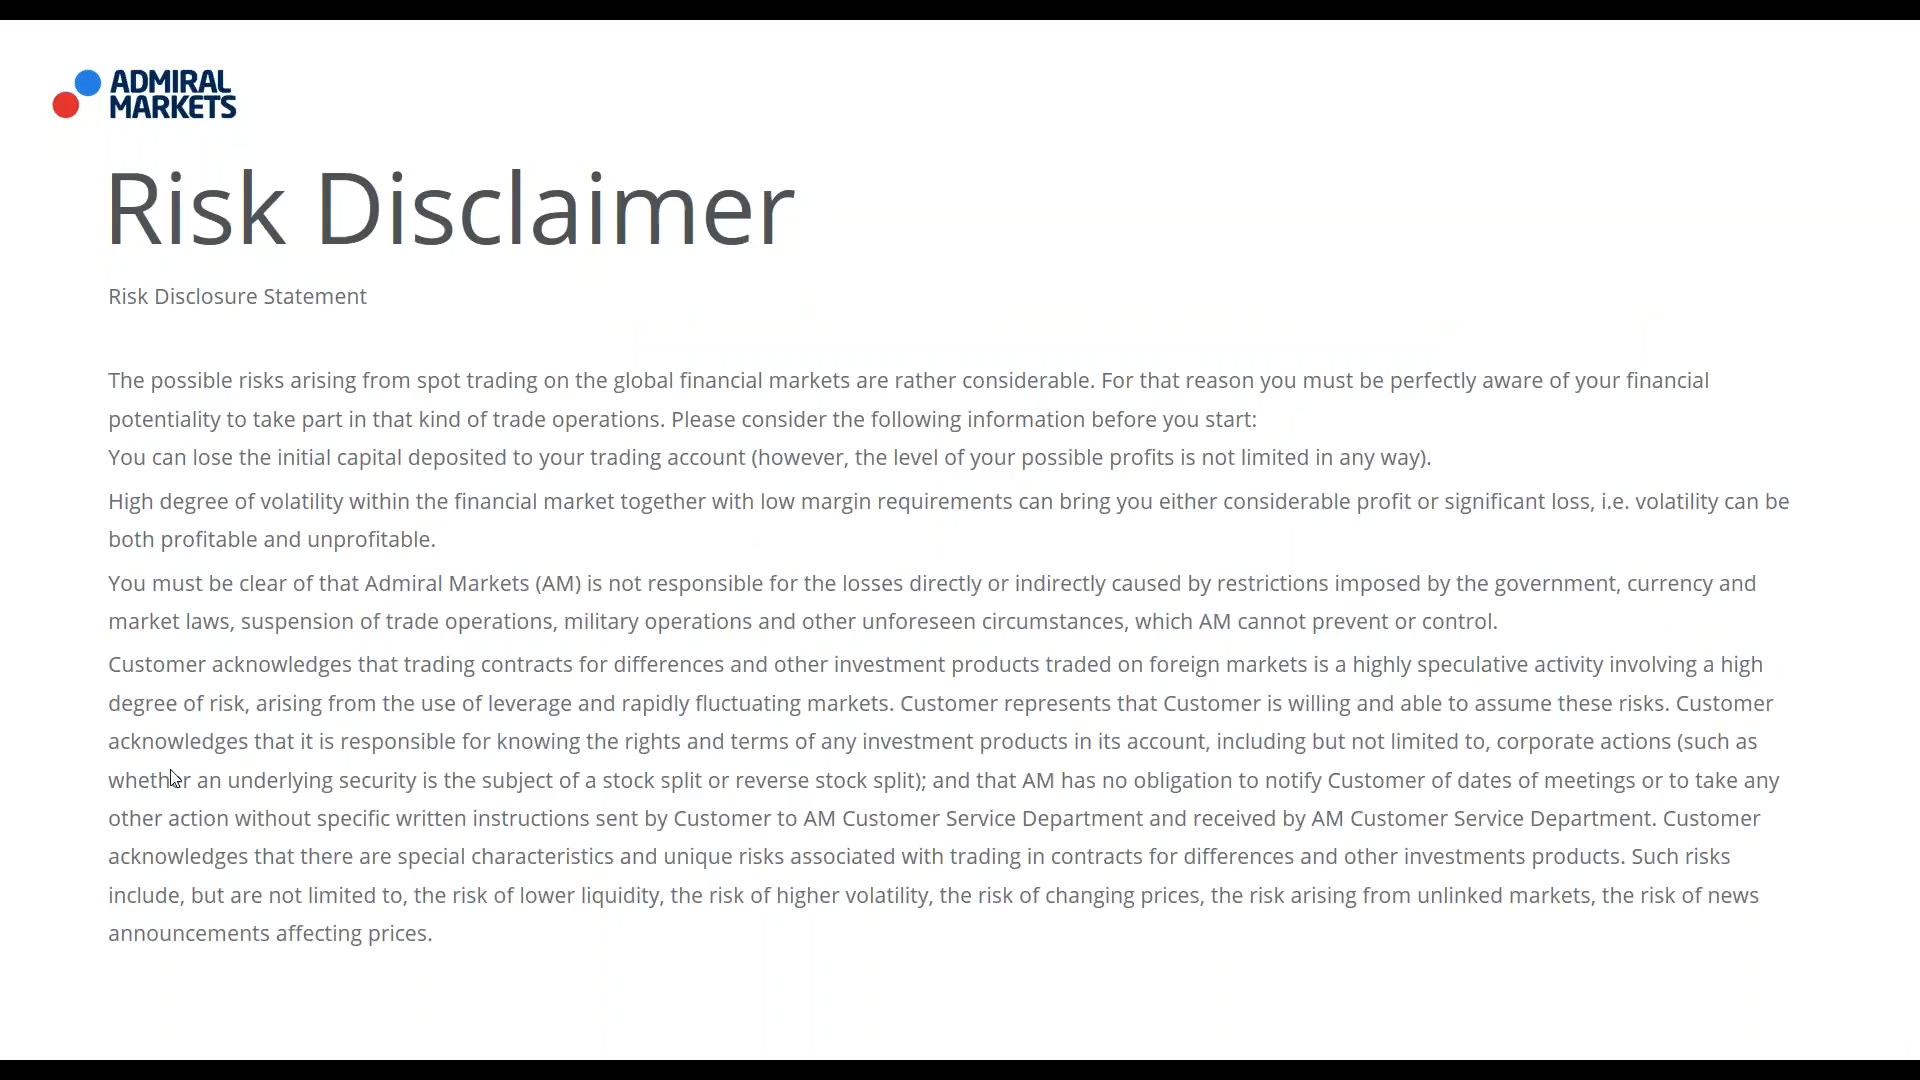 ADMIRAL
MARKETS
Risk Disclaimer
Risk Disclosure Statement
The possible risks arising from spot trading on the global financial markets are rather considerable. For that reason you must be perfectly aware of your financial
potentiality to take part in that kind of trade operations. Please consider the following information before you start:
You can lose the initial capital deposited to your trading account (however, the level of your possible profits is not limited in any way).
High degree of volatility within the financial market together with low margin requirements can bring you either considerable profit or significant loss, i.e. volatility can be
both profitable and unprofitable.
You must be clear of that Admiral Markets (AM) is not responsible for the losses directly or indirectly caused by restrictions imposed by the government, currency and
market laws, suspension of trade operations, military operations and other unforeseen circumstances, which AM cannot prevent or control.
Customer acknowledges that trading contracts for differences and other investment products traded on foreign markets is a highly speculative activity involving a high
degree of risk, arising from the use of leverage and rapidly fluctuating markets. Customer represents that Customer is willing and able to assume these risks. Customer
acknowledges that it is responsible for knowing the rights and terms of any investment products in its account, including but not limited to, corporate actions (such as
whether an underlying security is the subject of a stock split or reverse stock split); and that AM has no obligation to notify Customer of dates of meetings or to take any
other action without specific written instructions sent by Customer to AM Customer Service Department and received by AM Customer Service Department. Customer
acknowledges that there are special characteristics and unique risks associated with trading in contracts for differences and other investments products. Such risks
include, but are not limited to, the risk of lower liquidity, the risk of higher volatility, the risk of changing prices, the risk arising from unlinked markets, the risk of news
announcements affecting prices.